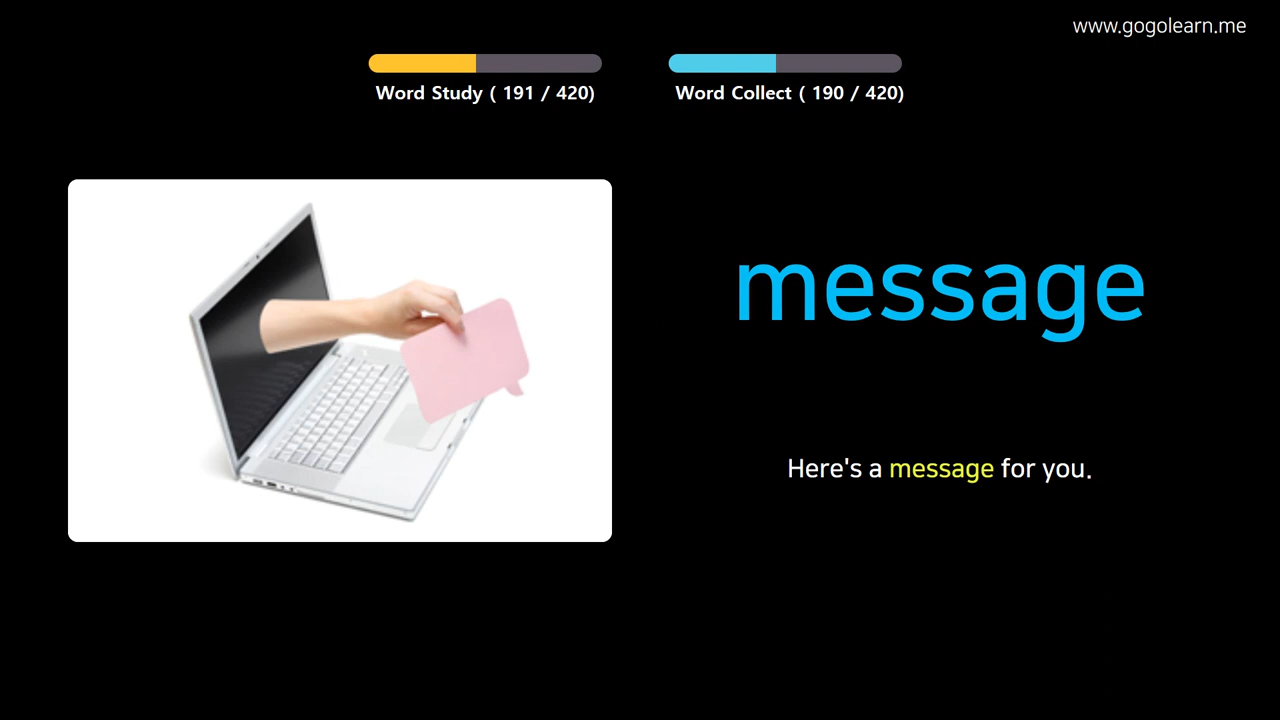 www.gogolearn.me
Word Study ( 191 / 420)
Word Collect ( 190 / 420)
message
Here's a message for you.